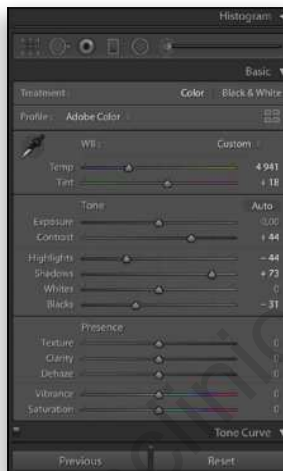 Histogram
Basic
Treatment : Color Black & White
Profile : Adobe Color
WB : Custom
Temp 4 941
Tint + 18
Tone Auto
Exposure 0,00
Contrast + 44
Highlights − 44
Shadows + 73
Whites 0
Blacks − 31
Presence
Texture 0
Clarity 0
Dehaze 0
Vibrance 0
Saturation 0
Tone Curve
Previous Reset
clinic